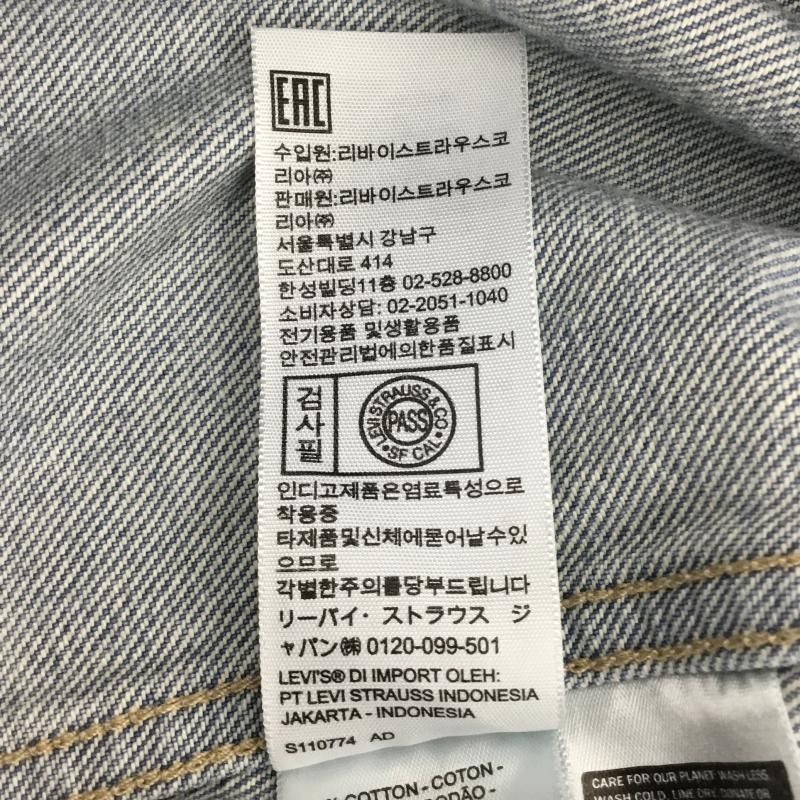 EAC
수입원:리바이스트라우스코
리아㈜
판매원:리바이스트라우스코
리아㈜
서울특별시 강남구
도산대로 414
한성빌딩11층 02-528-8800
소비자상담: 02-2051-1040
전기용품 및생활용품
안전관리법에의한품질표시
검
사
필
LEVI STRAUSS & CO
PASS
• SF CAL •
인디고제품은염료특성으로
착용중
타제품및신체에묻어날수있
으므로
각별한주의를당부드립니다
リーバイ・ストラウス ジ
ャパン㈱ 0120-099-501
LEVI'S® DI IMPORT OLEH:
PT LEVI STRAUSS INDONESIA
JAKARTA - INDONESIA
S110774 AD
% COTTON - COTON -
CARE FOR OUR PLANET WASH LESS,
WASH COLD, LINE DRY, DONATE OR